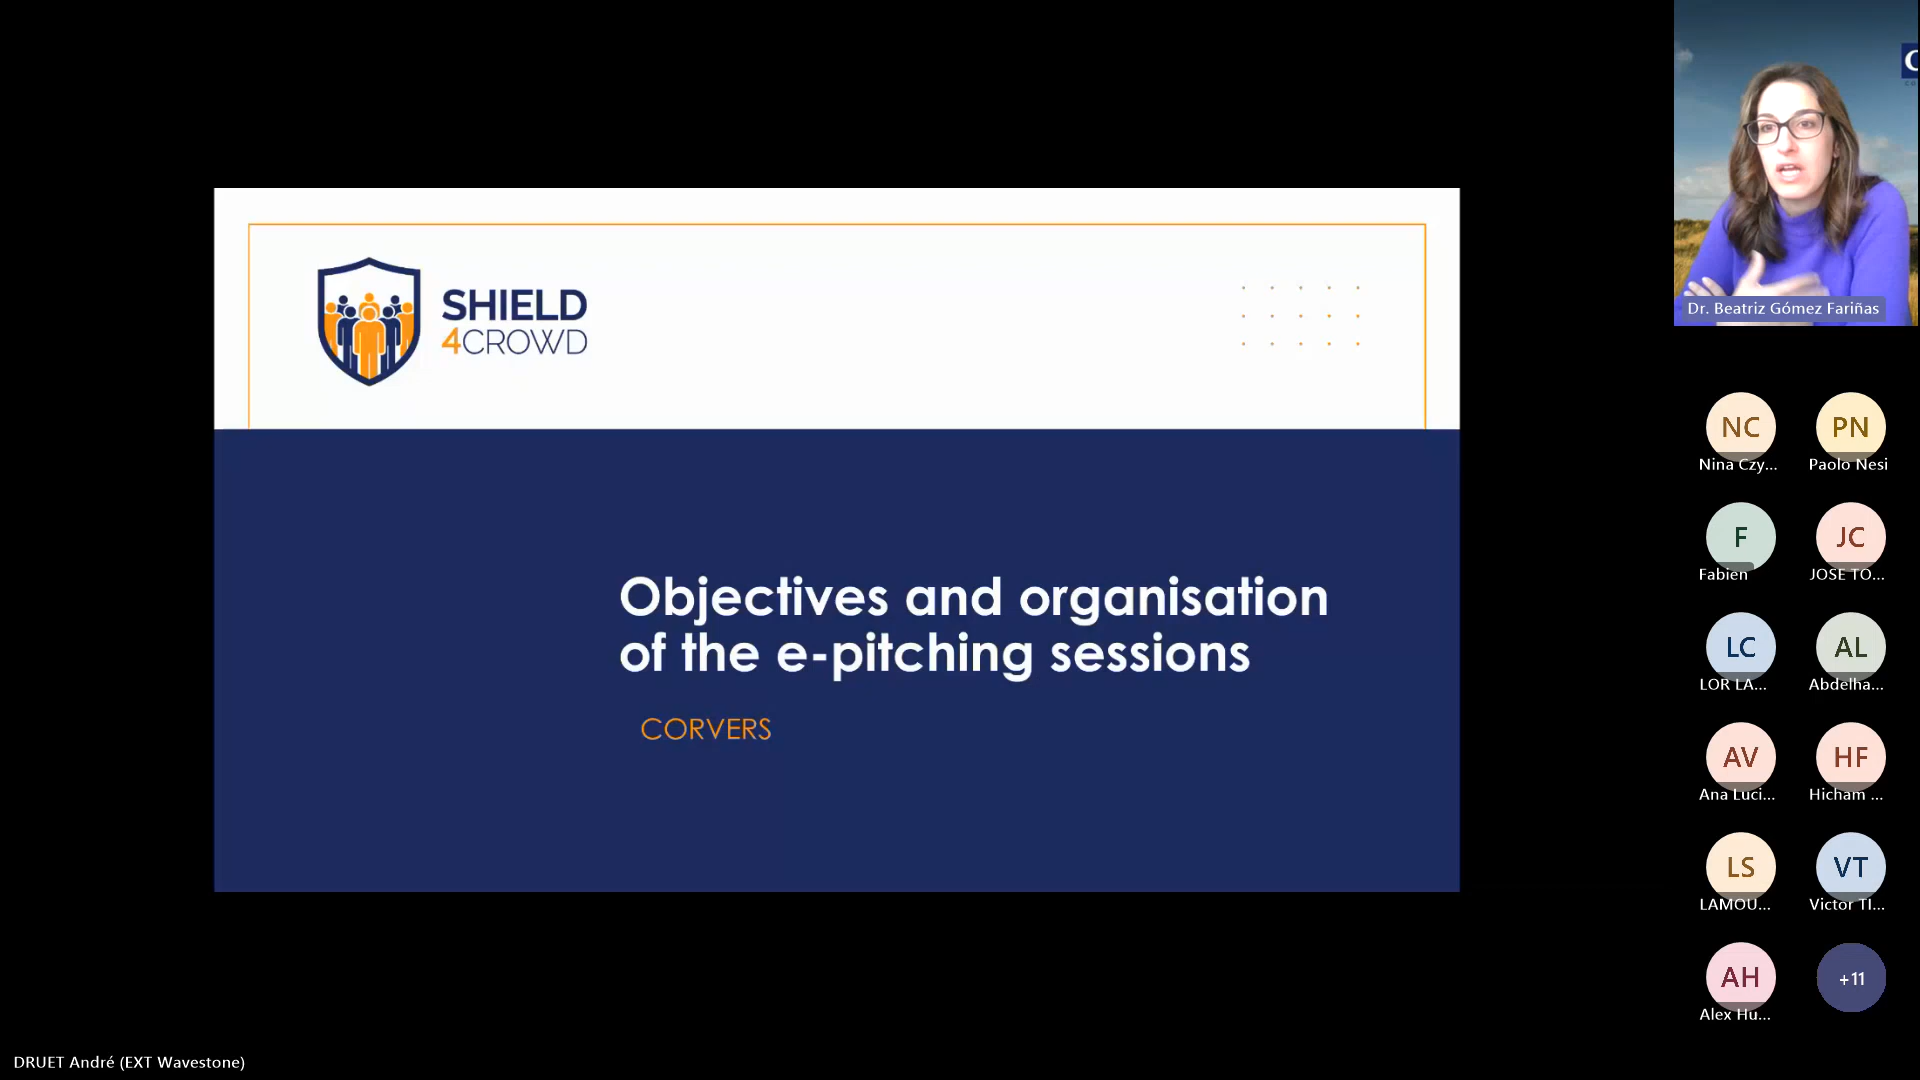 SHIELD
4CROWD
Objectives and organisation
of the e-pitching sessions
CORVERS
Dr. Beatriz Gómez Fariñas
NC
PN
Nina Czy...
Paolo Nesi
F
JC
Fabien
JOSE TO...
LC
AL
LOR LA...
Abdelha...
AV
HF
Ana Luci...
Hicham ...
LS
VT
LAMOU...
Victor TI...
AH
+11
Alex Hu...
DRUET André (EXT Wavestone)